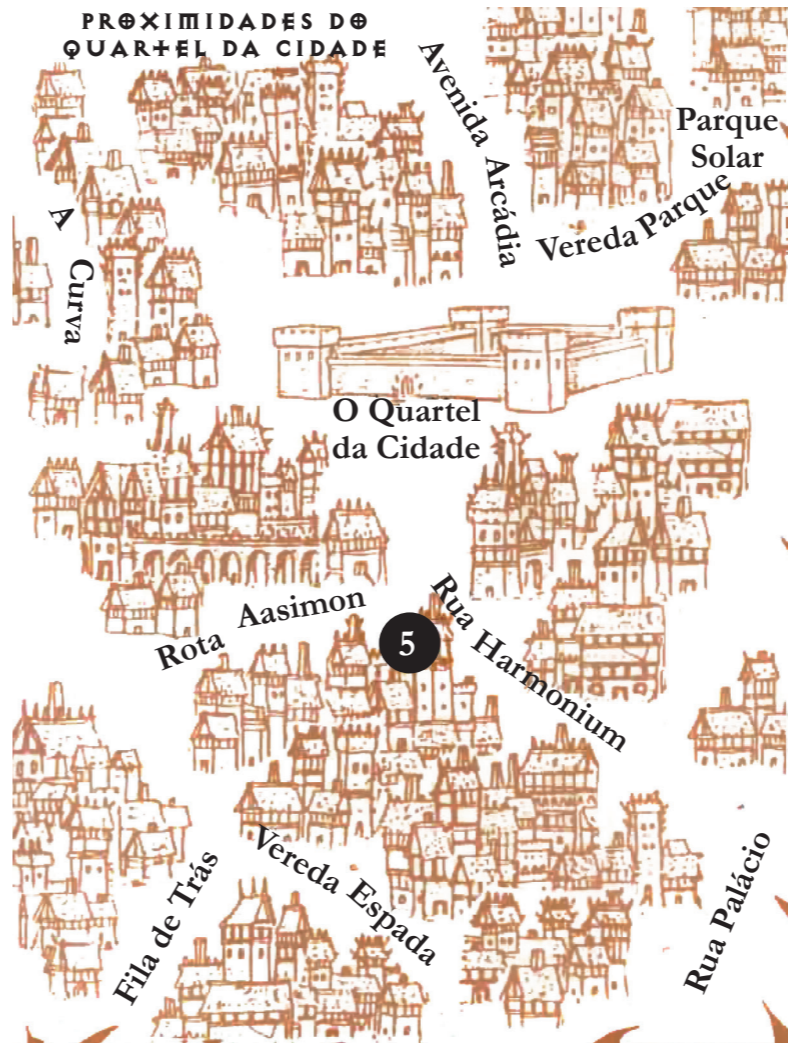 PROXIMIDADES DO
QUARTEL DA CIDADE
Avenida Arcádia
Parque
Solar
Vereda Parque
A Curva
O Quartel
da Cidade
Rota Aasimon
5
Rua Harmonium
Vereda Espada
Fila de Trás
Rua Palácio